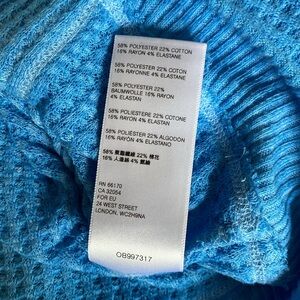 58% POLYESTER 22% COTTON
16% RAYON 4% ELASTANE
58% POLYESTER 22% COTON
16% RAYONNE 4% ELASTANE
58% POLYESTER 22%
BAUMWOLLE 16% RAYON
4% ELASTAN
58% POLIESTERE 22% COTONE
16% RAYON 4% ELASTAN
58% POLIÉSTER 22% ALGODÓN
16% RAYÓN 4% ELASTANO
58% 聚酯纖維 22% 棉花
16% 人造絲 4% 氨綸
RN 66170
CA 32054
FOR EU
24 WEST STREET
LONDON, WC2H9NA
OB997317